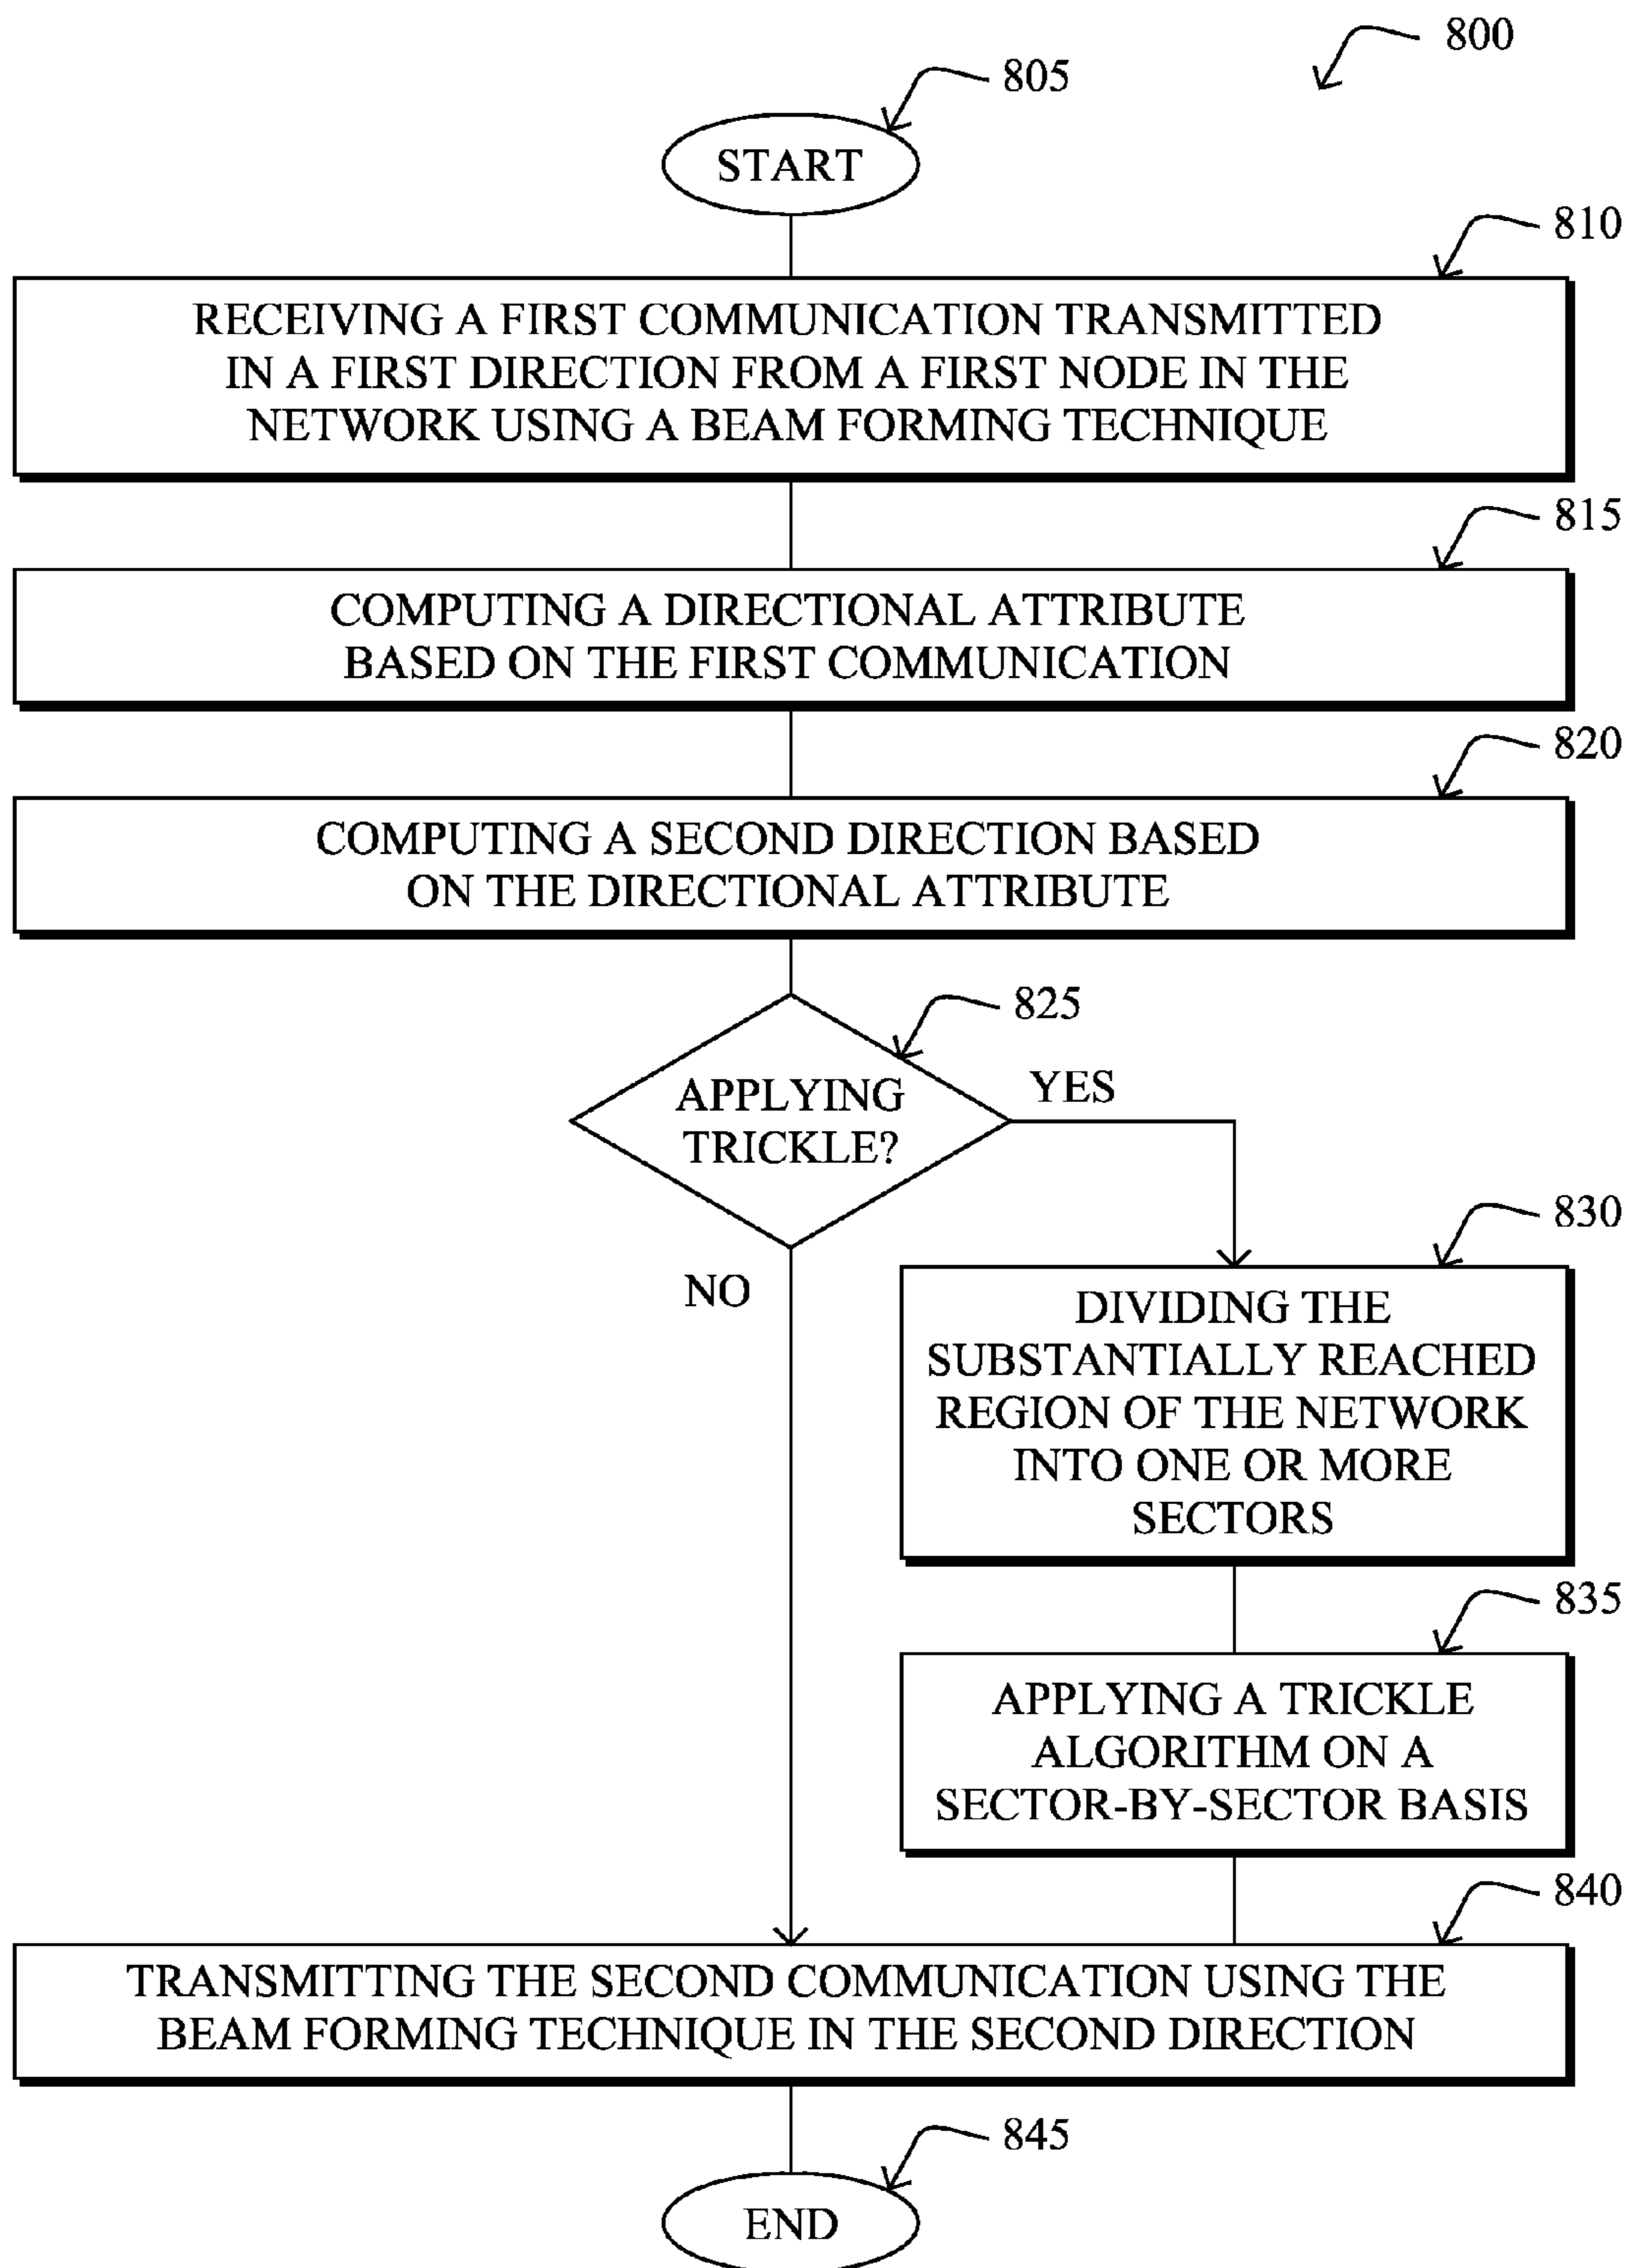 800
805
START
810
RECEIVING A FIRST COMMUNICATION TRANSMITTED
IN A FIRST DIRECTION FROM A FIRST NODE IN THE
NETWORK USING A BEAM FORMING TECHNIQUE
815
COMPUTING A DIRECTIONAL ATTRIBUTE
BASED ON THE FIRST COMMUNICATION
820
COMPUTING A SECOND DIRECTION BASED
ON THE DIRECTIONAL ATTRIBUTE
825
APPLYING
TRICKLE?
YES
NO
830
DIVIDING THE
SUBSTANTIALLY REACHED
REGION OF THE NETWORK
INTO ONE OR MORE
SECTORS
835
APPLYING A TRICKLE
ALGORITHM ON A
SECTOR-BY-SECTOR BASIS
840
TRANSMITTING THE SECOND COMMUNICATION USING THE
BEAM FORMING TECHNIQUE IN THE SECOND DIRECTION
845
END